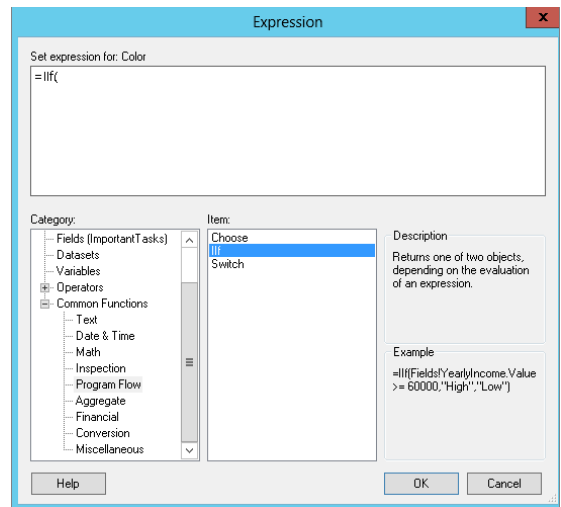 Expression
x
Set expression for: Color
=IIf(
Category:
Item:
Fields (ImportantTasks)
Datasets
Variables
Operators
Common Functions
Text
Date & Time
Math
Inspection
Program Flow
Aggregate
Financial
Conversion
Miscellaneous
Choose
IIf
Switch
Description
Returns one of two objects,
depending on the evaluation
of an expression.
Example
=IIf(Fields!YearlyIncome.Value
>= 60000,"High","Low")
Help
OK
Cancel